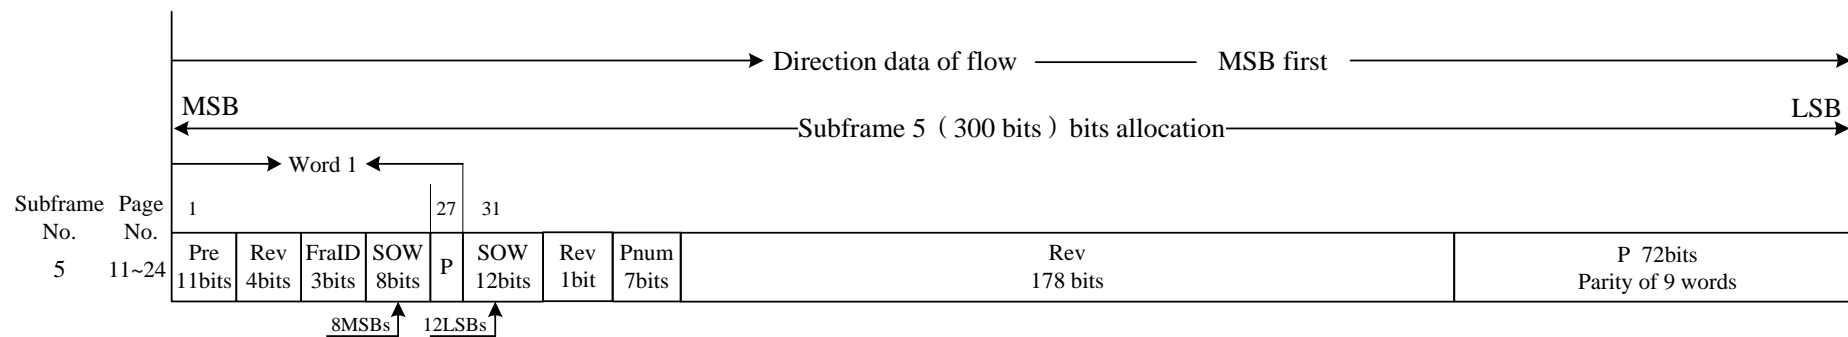 Direction data of flow MSB first
MSB LSB
Subframe 5（300 bits）bits allocation
Word 1
Subframe No. Page No. 1 27 31
5 11~24
Pre 11bits
Rev 4bits
FraID 3bits
SOW 8bits
P
SOW 12bits
Rev 1bit
Pnum 7bits
Rev 178 bits
P 72bits
Parity of 9 words
8MSBs 12LSBs